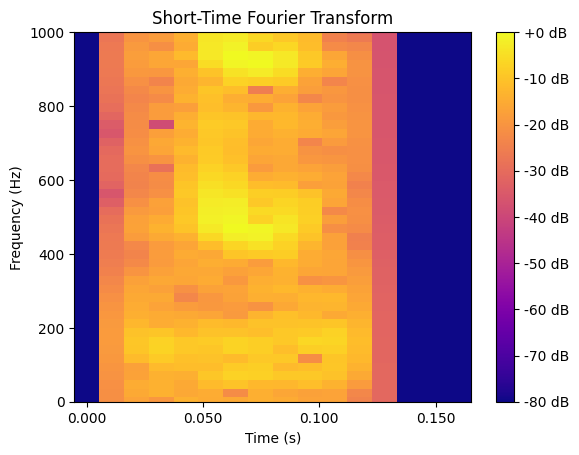 Short-Time Fourier Transform
1000
800
600
400
200
0
Frequency (Hz)
0.000
0.050
0.100
0.150
Time (s)
+0 dB
-10 dB
-20 dB
-30 dB
-40 dB
-50 dB
-60 dB
-70 dB
-80 dB